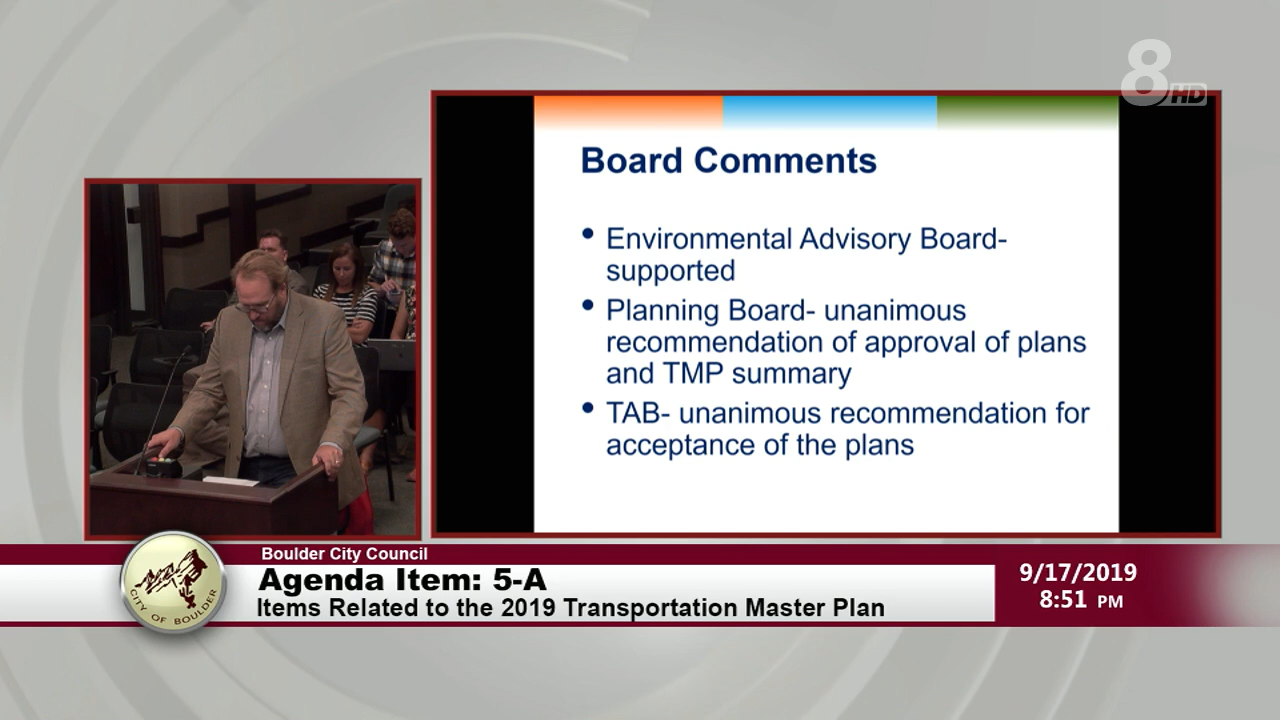 8
HD
Board Comments
• Environmental Advisory Board-
supported
• Planning Board- unanimous
recommendation of approval of plans
and TMP summary
• TAB- unanimous recommendation for
acceptance of the plans
Boulder City Council
Agenda Item: 5-A
Items Related to the 2019 Transportation Master Plan
9/17/2019
8:51 PM
CITY OF BOULDER